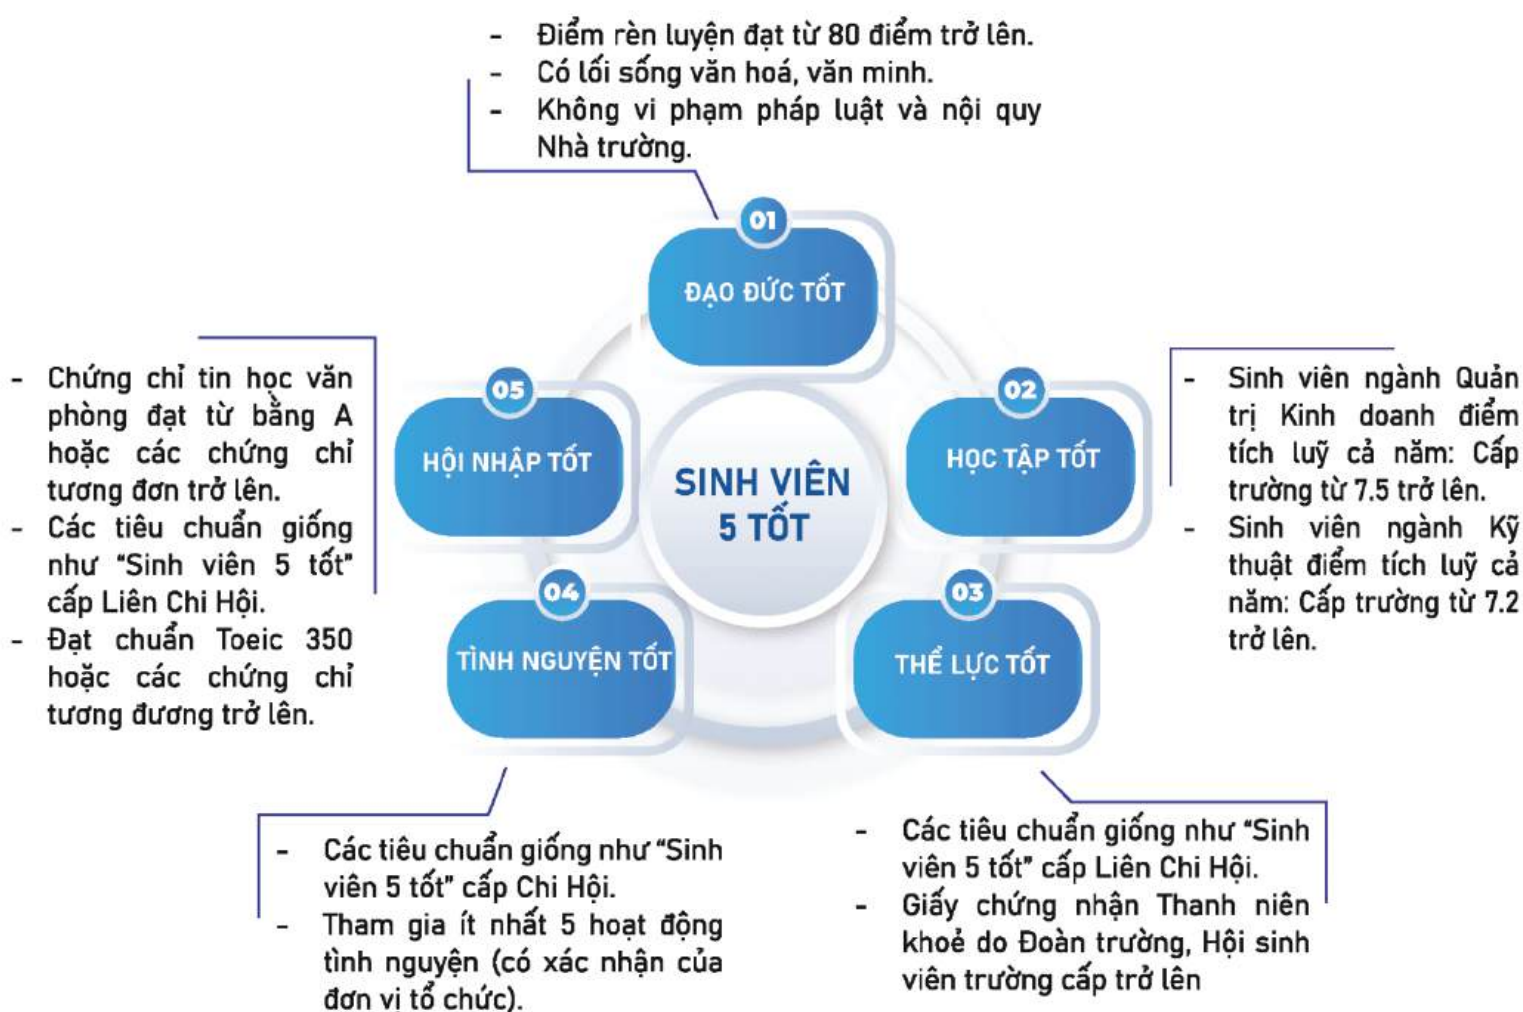 - Điểm rèn luyện đạt từ 80 điểm trở lên.
- Có lối sống văn hoá, văn minh.
- Không vi phạm pháp luật và nội quy
Nhà trường.
01
ĐẠO ĐỨC TỐT
- Chứng chỉ tin học văn
phòng đạt từ bằng A
hoặc các chứng chỉ
tương đơn trở lên.
- Các tiêu chuẩn giống
như “Sinh viên 5 tốt”
cấp Liên Chi Hội.
- Đạt chuẩn Toeic 350
hoặc các chứng chỉ
tương đương trở lên.
05
HỘI NHẬP TỐT
SINH VIÊN
5 TỐT
02
HỌC TẬP TỐT
- Sinh viên ngành Quản
trị Kinh doanh điểm
tích luỹ cả năm: Cấp
trường từ 7.5 trở lên.
- Sinh viên ngành Kỹ
thuật điểm tích luỹ cả
năm: Cấp trường từ 7.2
trở lên.
04
TÌNH NGUYỆN TỐT
03
THỂ LỰC TỐT
- Các tiêu chuẩn giống như “Sinh
viên 5 tốt” cấp Chi Hội.
- Tham gia ít nhất 5 hoạt động
tình nguyện (có xác nhận của
đơn vị tổ chức).
- Các tiêu chuẩn giống như “Sinh
viên 5 tốt” cấp Liên Chi Hội.
- Giấy chứng nhận Thanh niên
khoẻ do Đoàn trường, Hội sinh
viên trường cấp trở lên